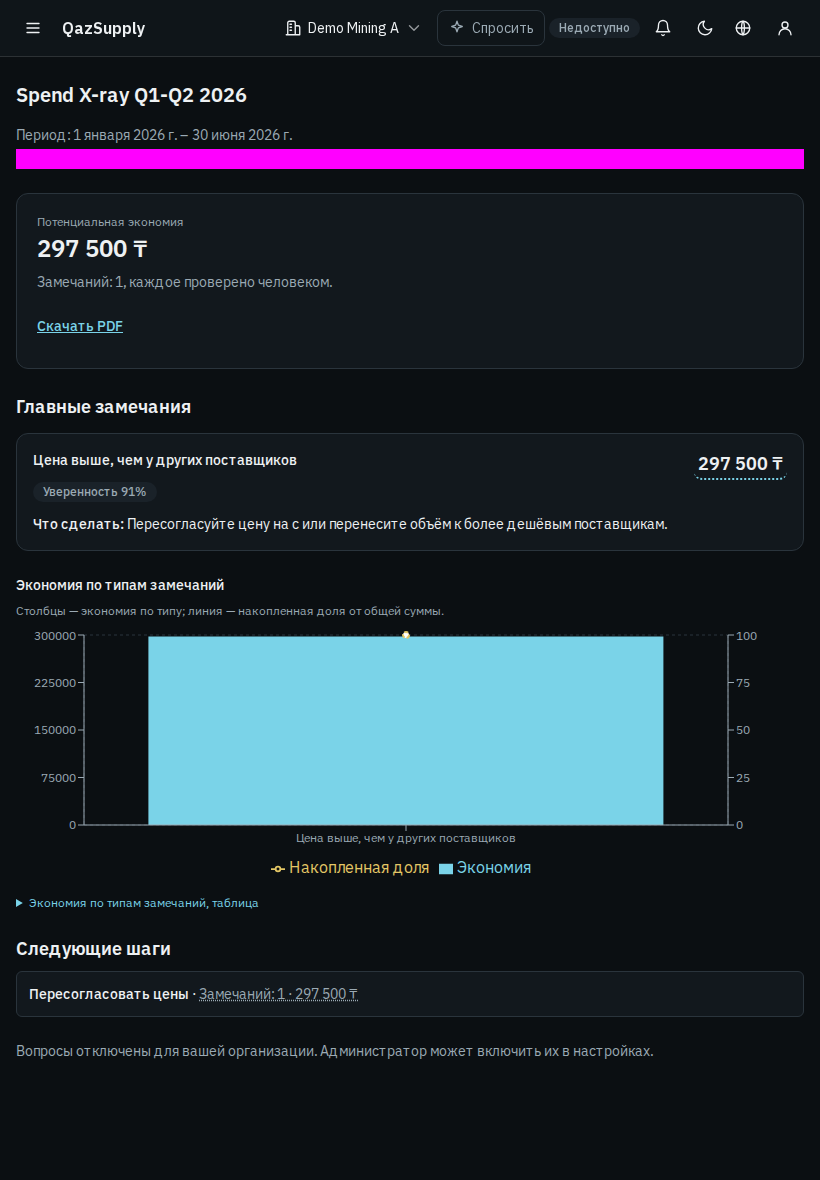 QazSupply
Demo Mining A
Спросить
Недоступно
Spend X-ray Q1-Q2 2026
Период: 1 января 2026 г. – 30 июня 2026 г.
Потенциальная экономия
297 500 ₸
Замечаний: 1, каждое проверено человеком.
Скачать PDF
Главные замечания
Цена выше, чем у других поставщиков
297 500 ₸
Уверенность 91%
Что сделать: Пересогласуйте цену на с или перенесите объём к более дешёвым поставщикам.
Экономия по типам замечаний
Столбцы — экономия по типу; линия — накопленная доля от общей суммы.
300000
225000
150000
75000
0
100
75
50
25
0
Цена выше, чем у других поставщиков
Накопленная доля
Экономия
Экономия по типам замечаний, таблица
Следующие шаги
Пересогласовать цены · Замечаний: 1 · 297 500 ₸
Вопросы отключены для вашей организации. Администратор может включить их в настройках.